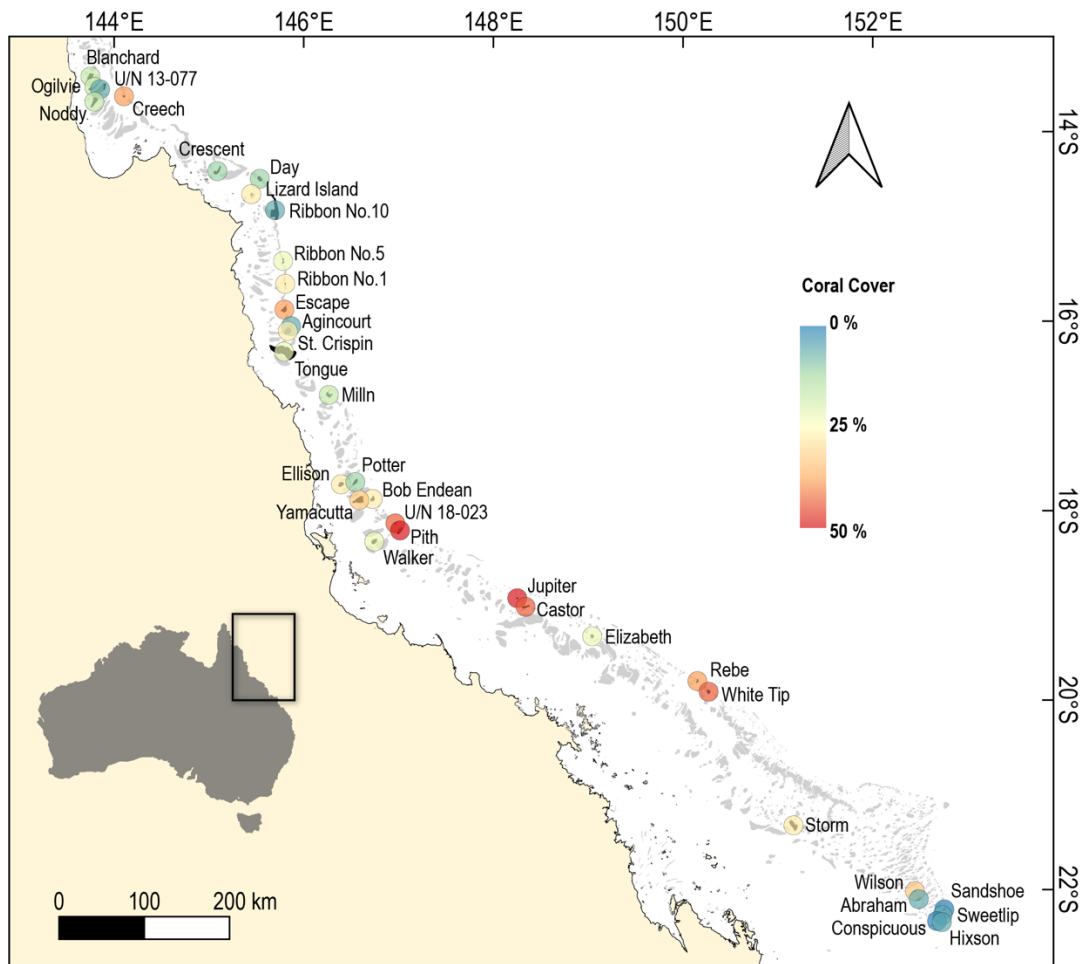 144°E
146°E
148°E
150°E
152°E
14°S
16°S
18°S
20°S
22°S
Blanchard
U/N 13-077
Ogilvie
Noddy
Creech
Crescent
Day
Lizard Island
Ribbon No.10
Ribbon No.5
Ribbon No.1
Escape
Agincourt
St. Crispin
Tongue
Milln
Ellison
Potter
Bob Endean
Yamacutta
U/N 18-023
Pith
Walker
Jupiter
Castor
Elizabeth
Rebe
White Tip
Storm
Wilson
Sandshoe
Abraham
Sweetlip
Conspicuous
Hixson
Coral Cover
0 %
25 %
50 %
0 100 200 km